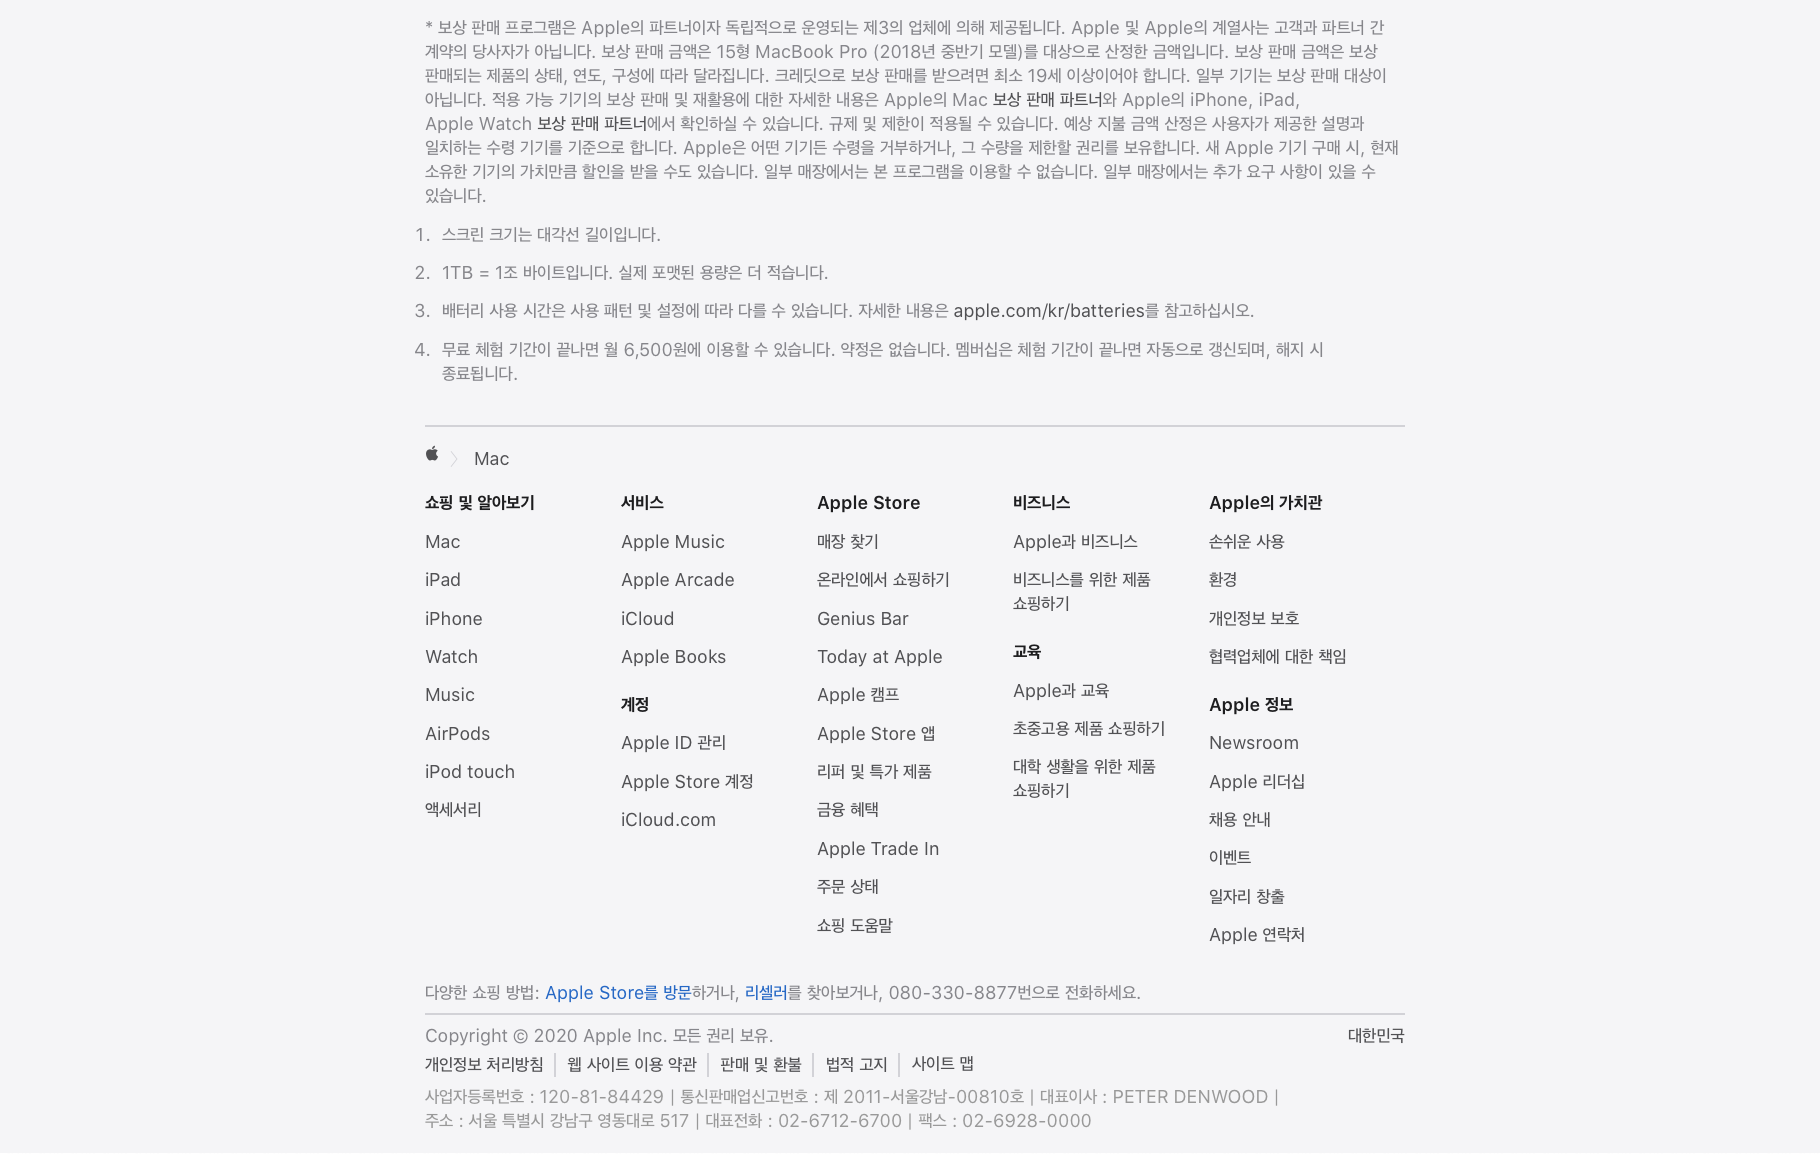 * 보상 판매 프로그램은 Apple의 파트너이자 독립적으로 운영되는 제3의 업체에 의해 제공됩니다. Apple 및 Apple의 계열사는 고객과 파트너 간
계약의 당사자가 아닙니다. 보상 판매 금액은 15형 MacBook Pro (2018년 중반기 모델)를 대상으로 산정한 금액입니다. 보상 판매 금액은 보상
판매되는 제품의 상태, 연도, 구성에 따라 달라집니다. 크레딧으로 보상 판매를 받으려면 최소 19세 이상이어야 합니다. 일부 기기는 보상 판매 대상이
아닙니다. 적용 가능 기기의 보상 판매 및 재활용에 대한 자세한 내용은 Apple의 Mac 보상 판매 파트너와 Apple의 iPhone, iPad,
Apple Watch 보상 판매 파트너에서 확인하실 수 있습니다. 규제 및 제한이 적용될 수 있습니다. 예상 지불 금액 산정은 사용자가 제공한 설명과
일치하는 수령 기기를 기준으로 합니다. Apple은 어떤 기기든 수령을 거부하거나, 그 수량을 제한할 권리를 보유합니다. 새 Apple 기기 구매 시, 현재
소유한 기기의 가치만큼 할인을 받을 수도 있습니다. 일부 매장에서는 본 프로그램을 이용할 수 없습니다. 일부 매장에서는 추가 요구 사항이 있을 수
있습니다.
1. 스크린 크기는 대각선 길이입니다.
2. 1TB = 1조 바이트입니다. 실제 포맷된 용량은 더 적습니다.
3. 배터리 사용 시간은 사용 패턴 및 설정에 따라 다를 수 있습니다. 자세한 내용은 apple.com/kr/batteries를 참고하십시오.
4. 무료 체험 기간이 끝나면 월 6,500원에 이용할 수 있습니다. 약정은 없습니다. 멤버십은 체험 기간이 끝나면 자동으로 갱신되며, 해지 시
종료됩니다.
Mac
쇼핑 및 알아보기
Mac
iPad
iPhone
Watch
Music
AirPods
iPod touch
액세서리
서비스
Apple Music
Apple Arcade
iCloud
Apple Books
계정
Apple ID 관리
Apple Store 계정
iCloud.com
Apple Store
매장 찾기
온라인에서 쇼핑하기
Genius Bar
Today at Apple
Apple 캠프
Apple Store 앱
리퍼 및 특가 제품
금융 혜택
Apple Trade In
주문 상태
쇼핑 도움말
비즈니스
Apple과 비즈니스
비즈니스를 위한 제품
쇼핑하기
교육
Apple과 교육
초중고용 제품 쇼핑하기
대학 생활을 위한 제품
쇼핑하기
Apple의 가치관
손쉬운 사용
환경
개인정보 보호
협력업체에 대한 책임
Apple 정보
Newsroom
Apple 리더십
채용 안내
이벤트
일자리 창출
Apple 연락처
다양한 쇼핑 방법: Apple Store를 방문하거나, 리셀러를 찾아보거나, 080-330-8877번으로 전화하세요.
Copyright © 2020 Apple Inc. 모든 권리 보유. 대한민국
개인정보 처리방침 | 웹 사이트 이용 약관 | 판매 및 환불 | 법적 고지 | 사이트 맵
사업자등록번호 : 120-81-84429 | 통신판매업신고번호 : 제 2011-서울강남-00810호 | 대표이사 : PETER DENWOOD |
주소 : 서울 특별시 강남구 영동대로 517 | 대표전화 : 02-6712-6700 | 팩스 : 02-6928-0000